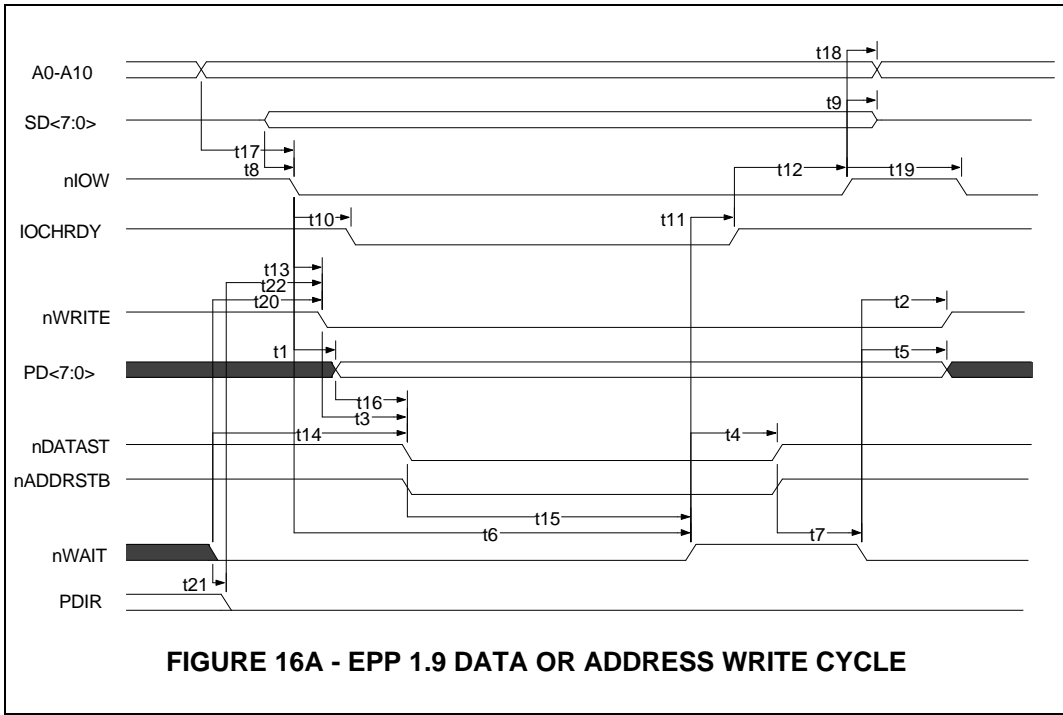 t18
A0-A10
t9
SD<7:0>
t17
t8
t12
t19
nIOW
t10
t11
IOCHRDY
t13
t22
t20
t2
nWRITE
t1
t5
PD<7:0>
t16
t3
t14
t4
nDATAST
nADDRSTB
t15
t6
t7
nWAIT
t21
PDIR
FIGURE 16A - EPP 1.9 DATA OR ADDRESS WRITE CYCLE